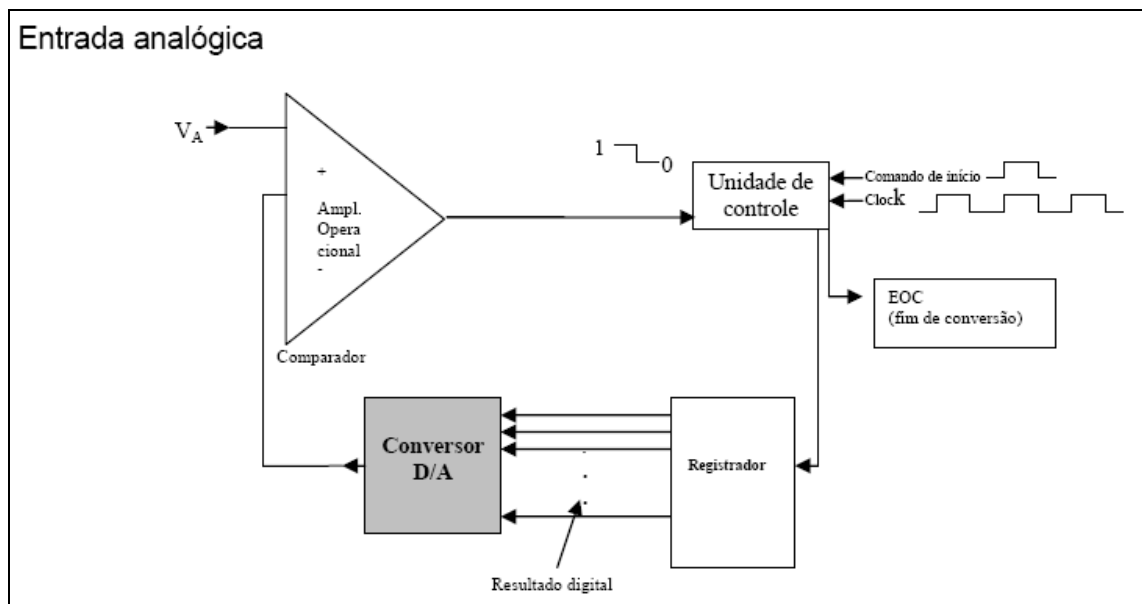 Entrada analógica
V_A
+
Ampl.
Opera
cional
-
Comparador
1
0
Unidade de
controle
Comando de início
Clock
EOC
(fim de conversão)
Conversor
D/A
Registrador
Resultado digital